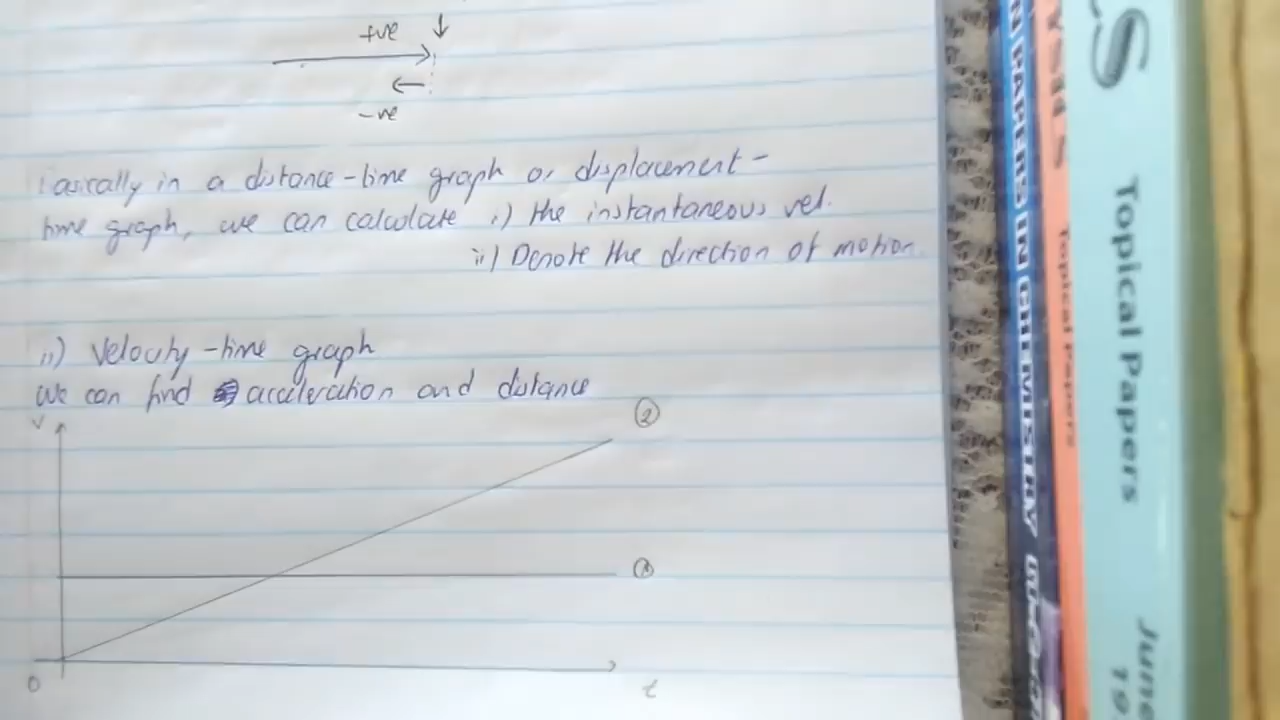 +ve
-ve
in a distance-time graph or displacement-
time graph, we can calculate i) the instantaneous vel.
ii) Denote the direction of motion
ii) Velocity-time graph
we can find acceleration and distance
V
2
1
0
t
N PAPERS IN CHEMISTRY
Topical Papers
S
Topical Papers
June
19